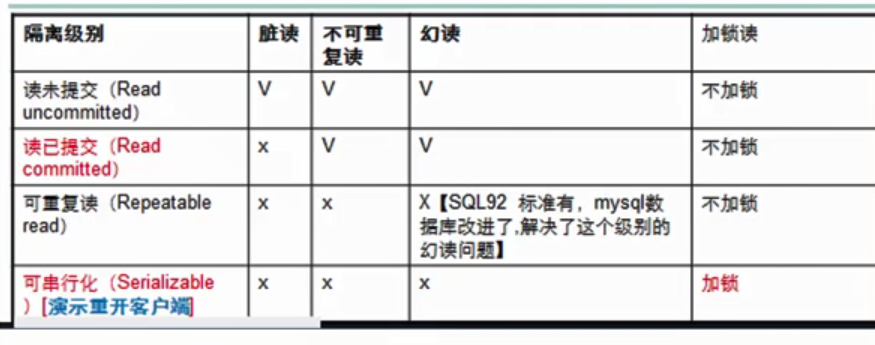 隔离级别 脏读 不可重 幻读 加锁读
复读
读未提交（Read V V V 不加锁
uncommitted）
读已提交（Read x V V 不加锁
committed）
可重复读（Repeatable x x X【SQL92 标准有，mysql数 不加锁
read） 据库改进了,解决了这个级别的
幻读问题】
可串行化（Serializable x x x 加锁
）[演示重开客户端]